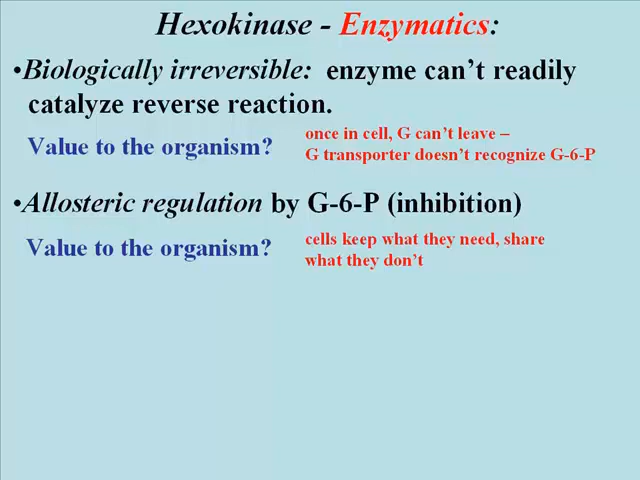 Hexokinase - Enzymatics:
•Biologically irreversible: enzyme can't readily
catalyze reverse reaction.
Value to the organism?
once in cell, G can't leave –
G transporter doesn't recognize G-6-P
•Allosteric regulation by G-6-P (inhibition)
Value to the organism?
cells keep what they need, share
what they don't